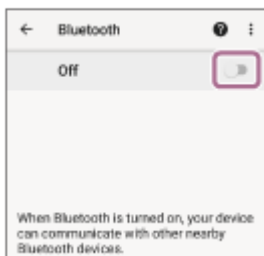 Bluetooth
Off
When Bluetooth is turned on, your device
can communicate with other nearby
Bluetooth devices.